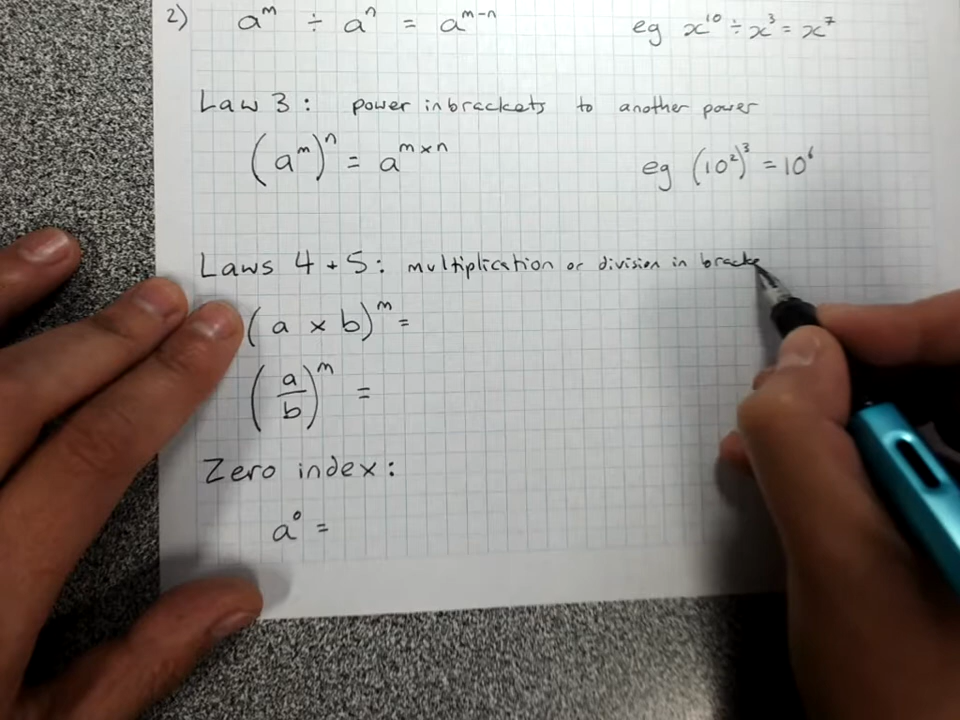 2) a^m ÷ a^n = a^{m-n} eg x^{10} ÷ x^3 = x^7
Law 3: power in brackets to another power
(a^m)^n = a^{m×n} eg (10^2)^3 = 10^6
Laws 4 + 5: multiplication or division in bracke
(a × b)^m =
(a/b)^m =
Zero index:
a^0 =